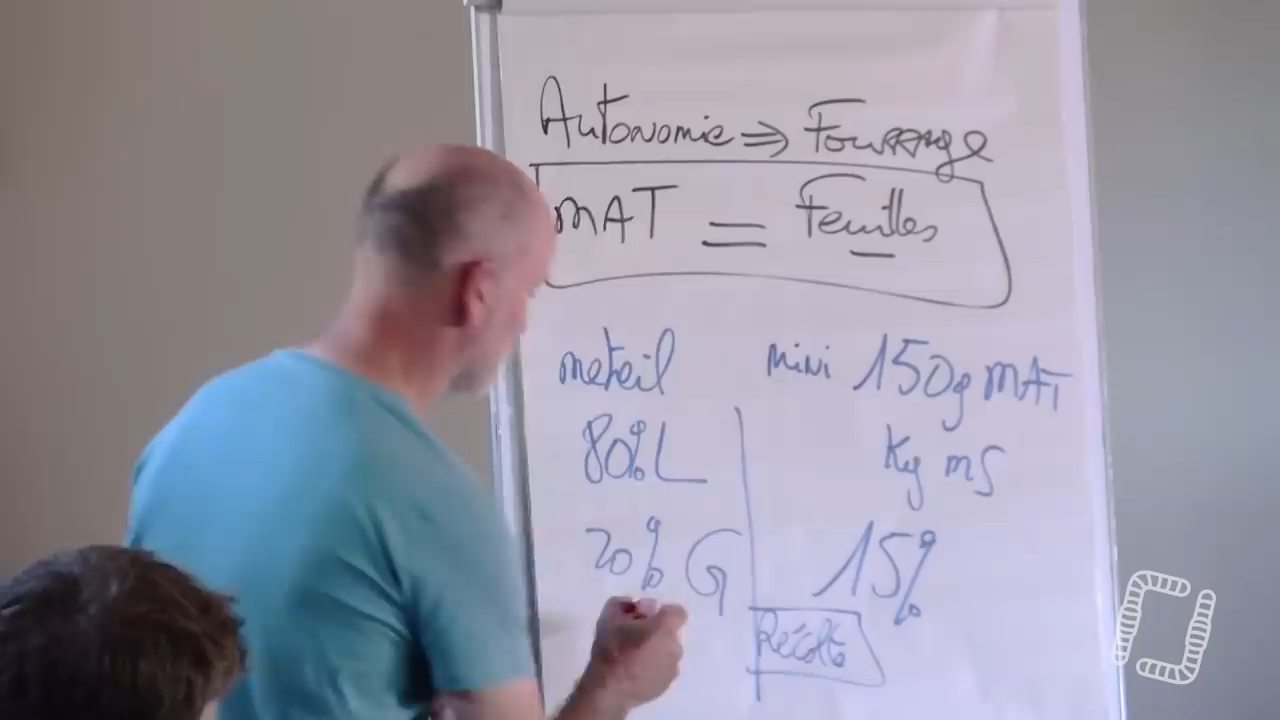 Autonomie ⇒ Fourrage
MAT = Feuilles
meteil
80% L
20% G
mini 150g MAT
Kg mS
15%
Récolte